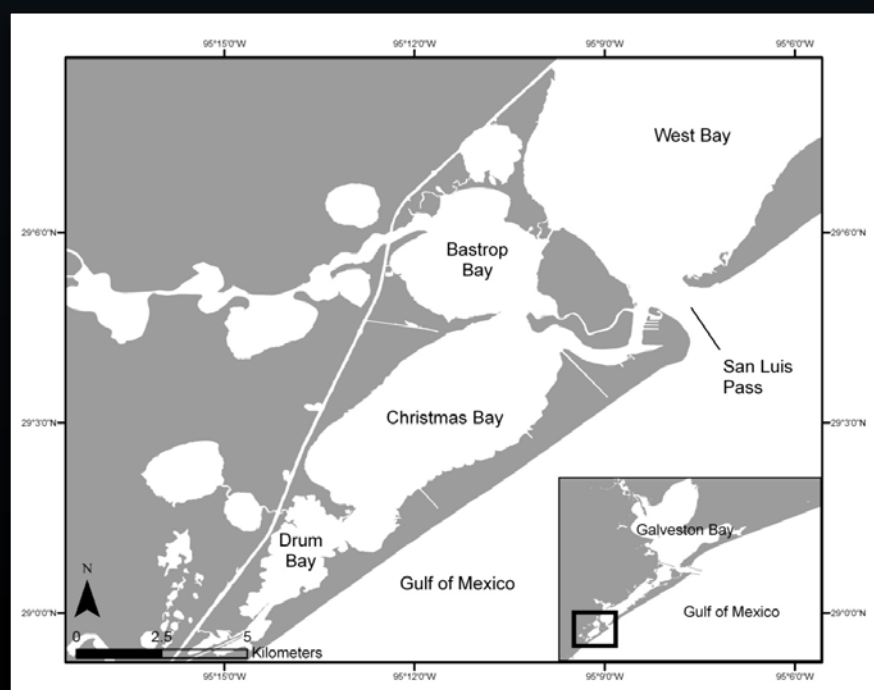 95°15'0"W 95°12'0"W 95°9'0"W 95°6'0"W
West Bay
29°6'0"N 29°6'0"N
Bastrop
Bay
San Luis
Pass
Christmas Bay
29°3'0"N 29°3'0"N
Galveston Bay
Drum
Bay
Gulf of Mexico
Gulf of Mexico
N
29°0'0"N 29°0'0"N
0 2.5 5
Kilometers
95°15'0"W 95°12'0"W 95°9'0"W 95°6'0"W